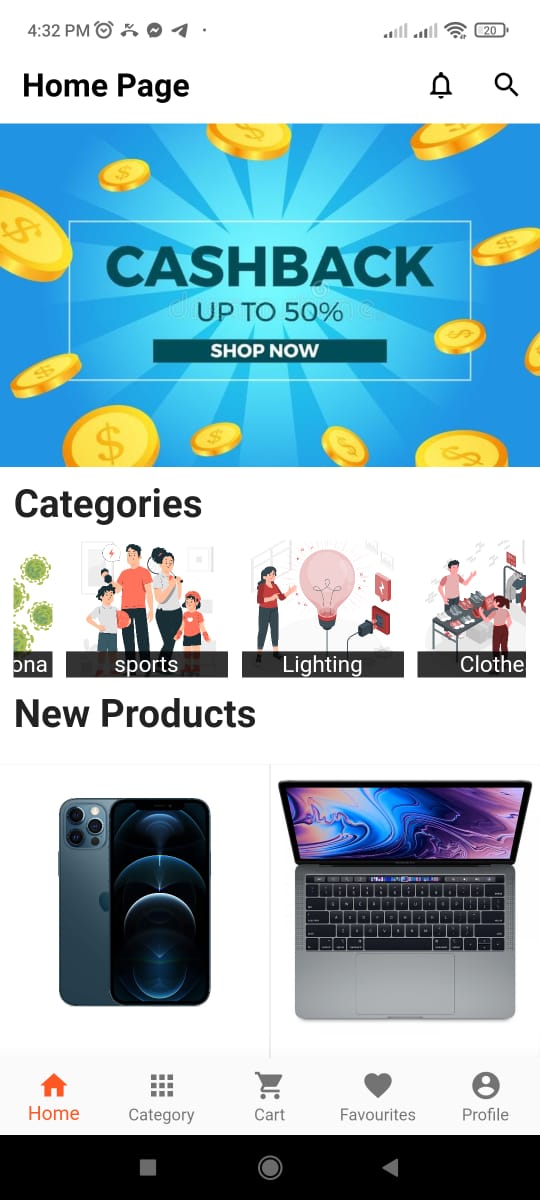 4:32 PM
20
Home Page
CASHBACK
UP TO 50%
SHOP NOW
Categories
ona
sports
Lighting
Clothe
New Products
Home
Category
Cart
Favourites
Profile